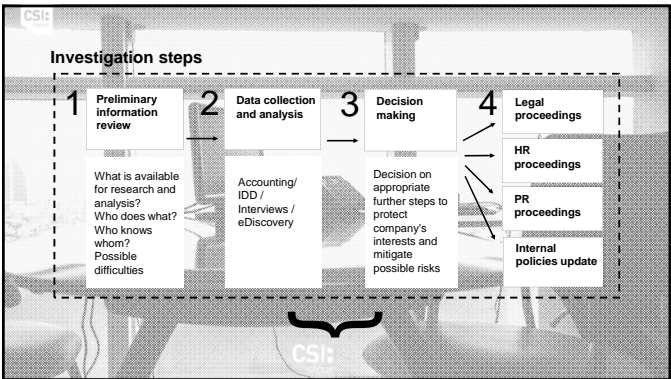 CSI:
group
Investigation steps
1
Preliminary
information
review
2
Data collection
and analysis
3
Decision
making
4
Legal
proceedings
HR
proceedings
PR
proceedings
Internal
policies update
What is available
for research and
analysis?
Who does what?
Who knows
whom?
Possible
difficulties
Accounting/
IDD /
Interviews /
eDiscovery
Decision on
appropriate
further steps to
protect
company's
interests and
mitigate
possible risks
CSI:
group